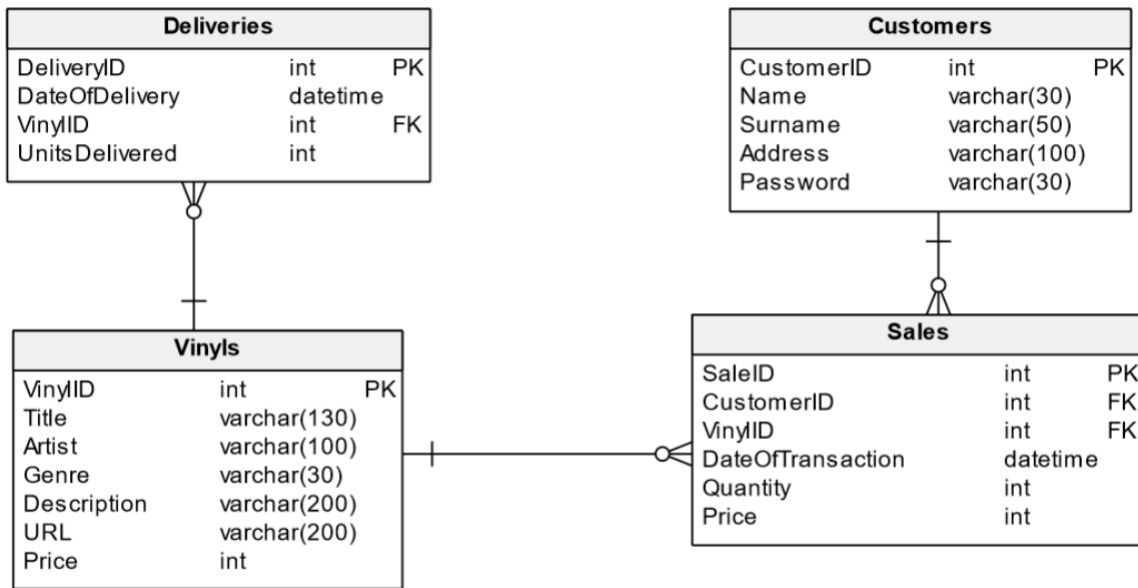 Deliveries
DeliveryID int PK
DateOfDelivery datetime
VinylID int FK
UnitsDelivered int
Customers
CustomerID int PK
Name varchar(30)
Surname varchar(50)
Address varchar(100)
Password varchar(30)
Vinyls
VinylID int PK
Title varchar(130)
Artist varchar(100)
Genre varchar(30)
Description varchar(200)
URL varchar(200)
Price int
Sales
SaleID int PK
CustomerID int FK
VinylID int FK
DateOfTransaction datetime
Quantity int
Price int